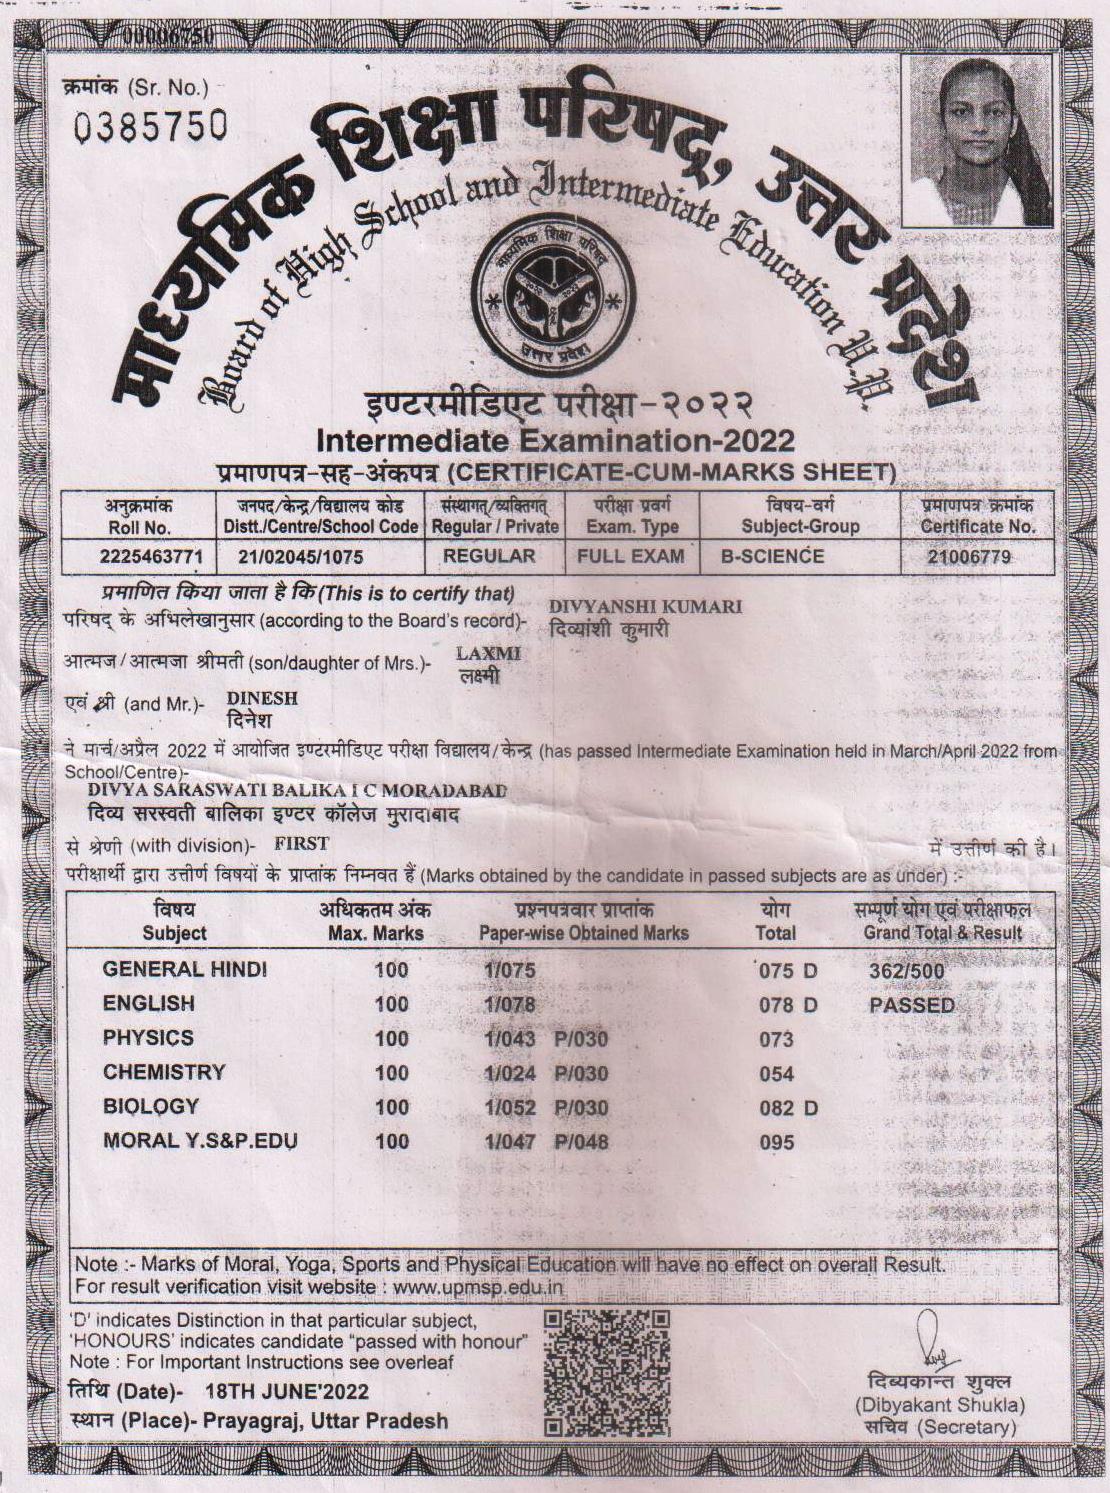 00006750
क्रमांक (Sr. No.)
0385750
माध्यमिक शिक्षा परिषद्, उत्तर प्रदेश
Board of High School and Intermediate Education U.P.
माध्यमिक शिक्षा परिषद्
उत्तर प्रदेश
इण्टरमीडिएट परीक्षा-२०२२
Intermediate Examination-2022
प्रमाणपत्र-सह-अंकपत्र (CERTIFICATE-CUM-MARKS SHEET)
अनुक्रमांक जनपद/केन्द्र/विद्यालय कोड संस्थागत्/व्यक्तिगत् परीक्षा प्रवर्ग विषय-वर्ग प्रमाणपत्र क्रमांक
Roll No. Distt./Centre/School Code Regular / Private Exam. Type Subject-Group Certificate No.
2225463771 21/02045/1075 REGULAR FULL EXAM B-SCIENCE 21006779
प्रमाणित किया जाता है कि (This is to certify that)
परिषद् के अभिलेखानुसार (according to the Board's record)- DIVYANSHI KUMARI
दिव्यांशी कुमारी
आत्मज/आत्मजा श्रीमती (son/daughter of Mrs.)- LAXMI
लक्ष्मी
एवं श्री (and Mr.)- DINESH
दिनेश
ने मार्च/अप्रैल 2022 में आयोजित इण्टरमीडिएट परीक्षा विद्यालय/केन्द्र (has passed Intermediate Examination held in March/April 2022 from
School/Centre)-
DIVYA SARASWATI BALIKA I C MORADABAD
दिव्य सरस्वती बालिका इण्टर कॉलेज मुरादाबाद
से श्रेणी (with division)- FIRST में उत्तीर्ण की है।
परीक्षार्थी द्वारा उत्तीर्ण विषयों के प्राप्तांक निम्नवत हैं (Marks obtained by the candidate in passed subjects are as under) :-
विषय अधिकतम अंक प्रश्नपत्रवार प्राप्तांक योग सम्पूर्ण योग एवं परीक्षाफल
Subject Max. Marks Paper-wise Obtained Marks Total Grand Total & Result
GENERAL HINDI 100 1/075 075 D 362/500
ENGLISH 100 1/078 078 D PASSED
PHYSICS 100 1/043 P/030 073
CHEMISTRY 100 1/024 P/030 054
BIOLOGY 100 1/052 P/030 082 D
MORAL Y.S&P.EDU 100 1/047 P/048 095
Note :- Marks of Moral, Yoga, Sports and Physical Education will have no effect on overall Result.
For result verification visit website : www.upmsp.edu.in
'D' indicates Distinction in that particular subject,
'HONOURS' indicates candidate "passed with honour"
Note : For Important Instructions see overleaf
तिथि (Date)- 18TH JUNE'2022
स्थान (Place)- Prayagraj, Uttar Pradesh
दिब्यकान्त शुक्ल
(Dibyakant Shukla)
सचिव (Secretary)